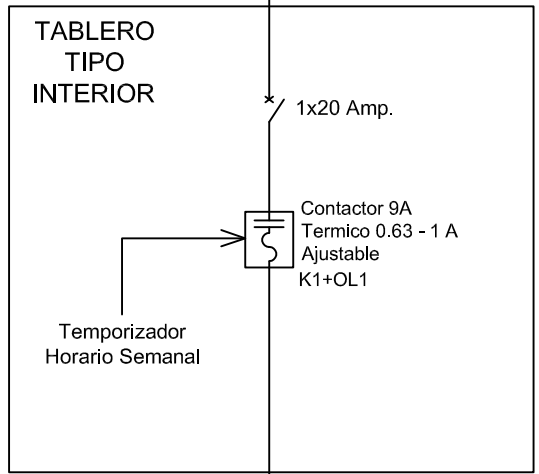 TABLERO
TIPO
INTERIOR
1x20 Amp.
Contactor 9A
Termico 0.63 - 1 A
Ajustable
K1+OL1
Temporizador
Horario Semanal